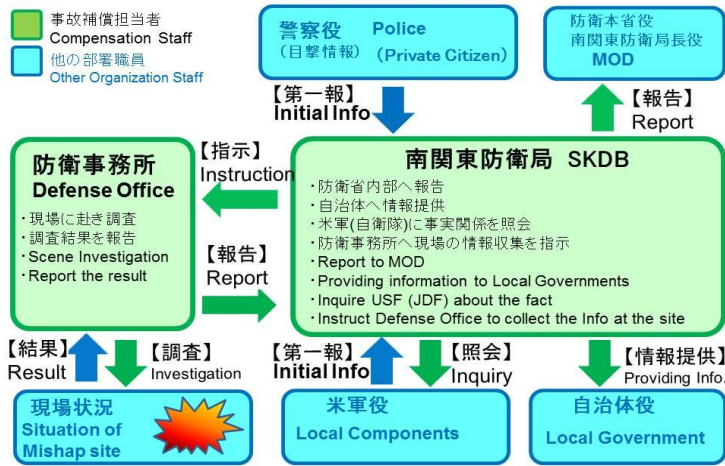 事故補償担当者
Compensation Staff
他の部署職員
Other Organization Staff
警察役 Police
(目撃情報) (Private Citizen)
防衛本省役
南関東防衛局長役
MOD
【第一報】
Initial Info
【報告】
Report
防衛事務所
Defense Office
・現場に赴き調査
・調査結果を報告
・Scene Investigation
・Report the result
【指示】
Instruction
【報告】
Report
南関東防衛局 SKDB
・防衛省内部へ報告
・自治体へ情報提供
・米軍(自衛隊)に事実関係を照会
・防衛事務所へ現場の情報収集を指示
・Report to MOD
・Providing information to Local Governments
・Inquire USF (JDF) about the fact
・Instruct Defense Office to collect the Info at the site
【結果】
Result
【調査】
Investigation
【第一報】
Initial Info
【照会】
Inquiry
【情報提供】
Providing Info.
現場状況
Situation of
Mishap site
米軍役
Local Components
自治体役
Local Government